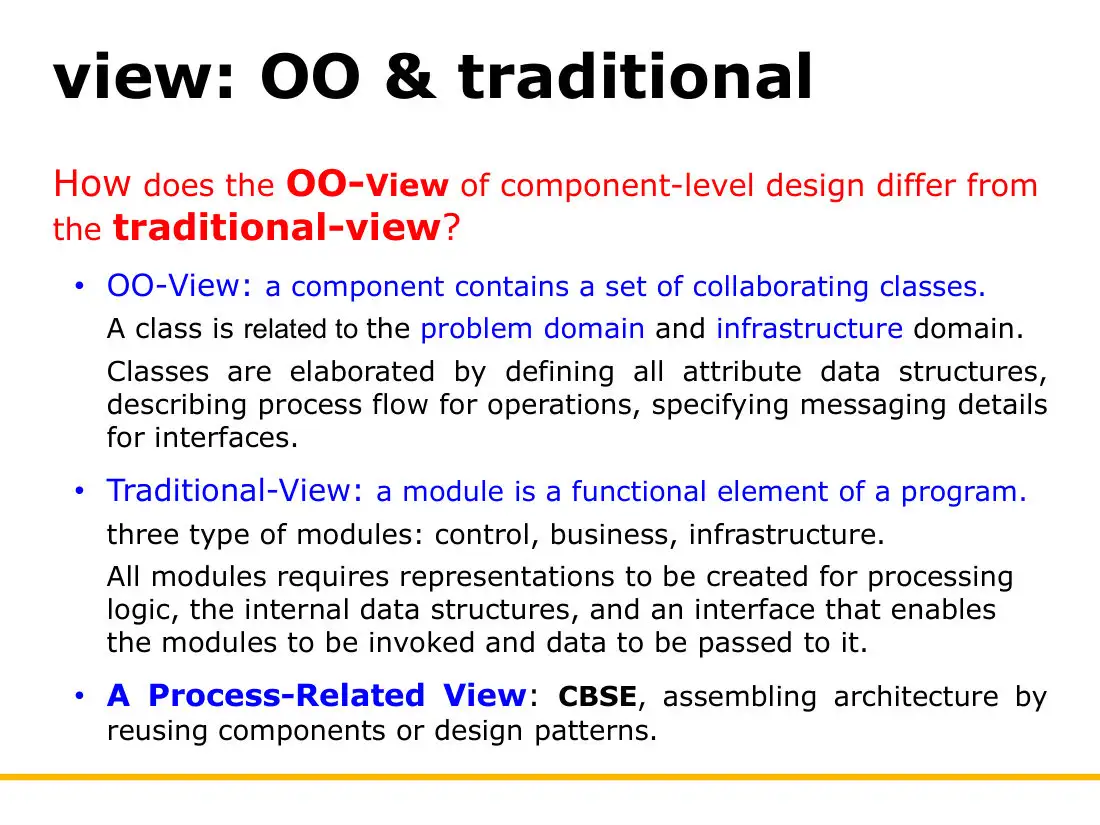 view: OO & traditional
How does the OO-View of component-level design differ from
the traditional-view?
• OO-View: a component contains a set of collaborating classes.
A class is related to the problem domain and infrastructure domain.
Classes are elaborated by defining all attribute data structures,
describing process flow for operations, specifying messaging details
for interfaces.
• Traditional-View: a module is a functional element of a program.
three type of modules: control, business, infrastructure.
All modules requires representations to be created for processing
logic, the internal data structures, and an interface that enables
the modules to be invoked and data to be passed to it.
• A Process-Related View: CBSE, assembling architecture by
reusing components or design patterns.